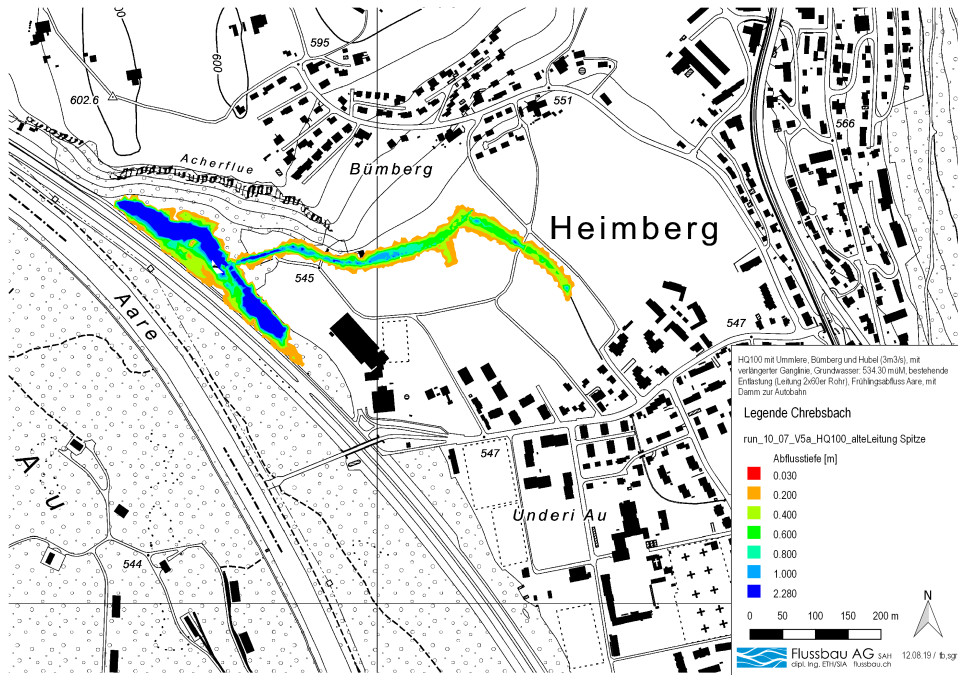 600
595
600
602.6
551
566
Acherflue
Bümberg
Heimberg
545
Aare
547
HQ100 mit Ummlere, Bümberg und Hubel (3m3/s), mit
verlängerter Ganglinie, Grundwasser: 534.30 müM, bestehende
Entlastung (Leitung 2x60er Rohr), Frühlingsabfluss Aare, mit
Damm zur Autobahn
Legende Chrebsbach
run_10_07_V5a_HQ100_alteLeitung Spitze
Abflusstiefe [m]
0.030
0.200
0.400
0.600
0.800
1.000
2.280
547
Au
Underi Au
544
N
0 50 100 150 200 m
Flussbau AG SAH
dipl. Ing. ETH/SIA flussbau.ch
12.08.19 / fb,sgr